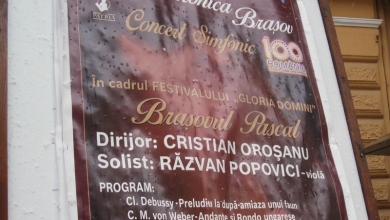 Brașov
Concert Simfonic
100
ROMÂNIA
În cadrul FESTIVALULUI „GLORIA DOMINI”
Brașovul Pascal
Dirijor: CRISTIAN OROȘANU
Solist: RĂZVAN POPOVICI - violă
PROGRAM:
Cl. Debussy - Preludiu la după-amiaza unui faun
C. M. von Weber - Andante și Rondo ungarese